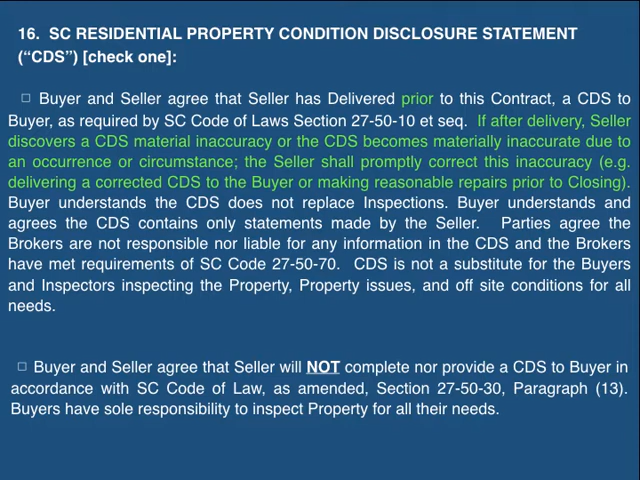 16. SC RESIDENTIAL PROPERTY CONDITION DISCLOSURE STATEMENT
(“CDS”) [check one]:
□ Buyer and Seller agree that Seller has Delivered prior to this Contract, a CDS to
Buyer, as required by SC Code of Laws Section 27-50-10 et seq. If after delivery, Seller
discovers a CDS material inaccuracy or the CDS becomes materially inaccurate due to
an occurrence or circumstance; the Seller shall promptly correct this inaccuracy (e.g.
delivering a corrected CDS to the Buyer or making reasonable repairs prior to Closing).
Buyer understands the CDS does not replace Inspections. Buyer understands and
agrees the CDS contains only statements made by the Seller. Parties agree the
Brokers are not responsible nor liable for any information in the CDS and the Brokers
have met requirements of SC Code 27-50-70. CDS is not a substitute for the Buyers
and Inspectors inspecting the Property, Property issues, and off site conditions for all
needs.
□ Buyer and Seller agree that Seller will NOT complete nor provide a CDS to Buyer in
accordance with SC Code of Law, as amended, Section 27-50-30, Paragraph (13).
Buyers have sole responsibility to inspect Property for all their needs.